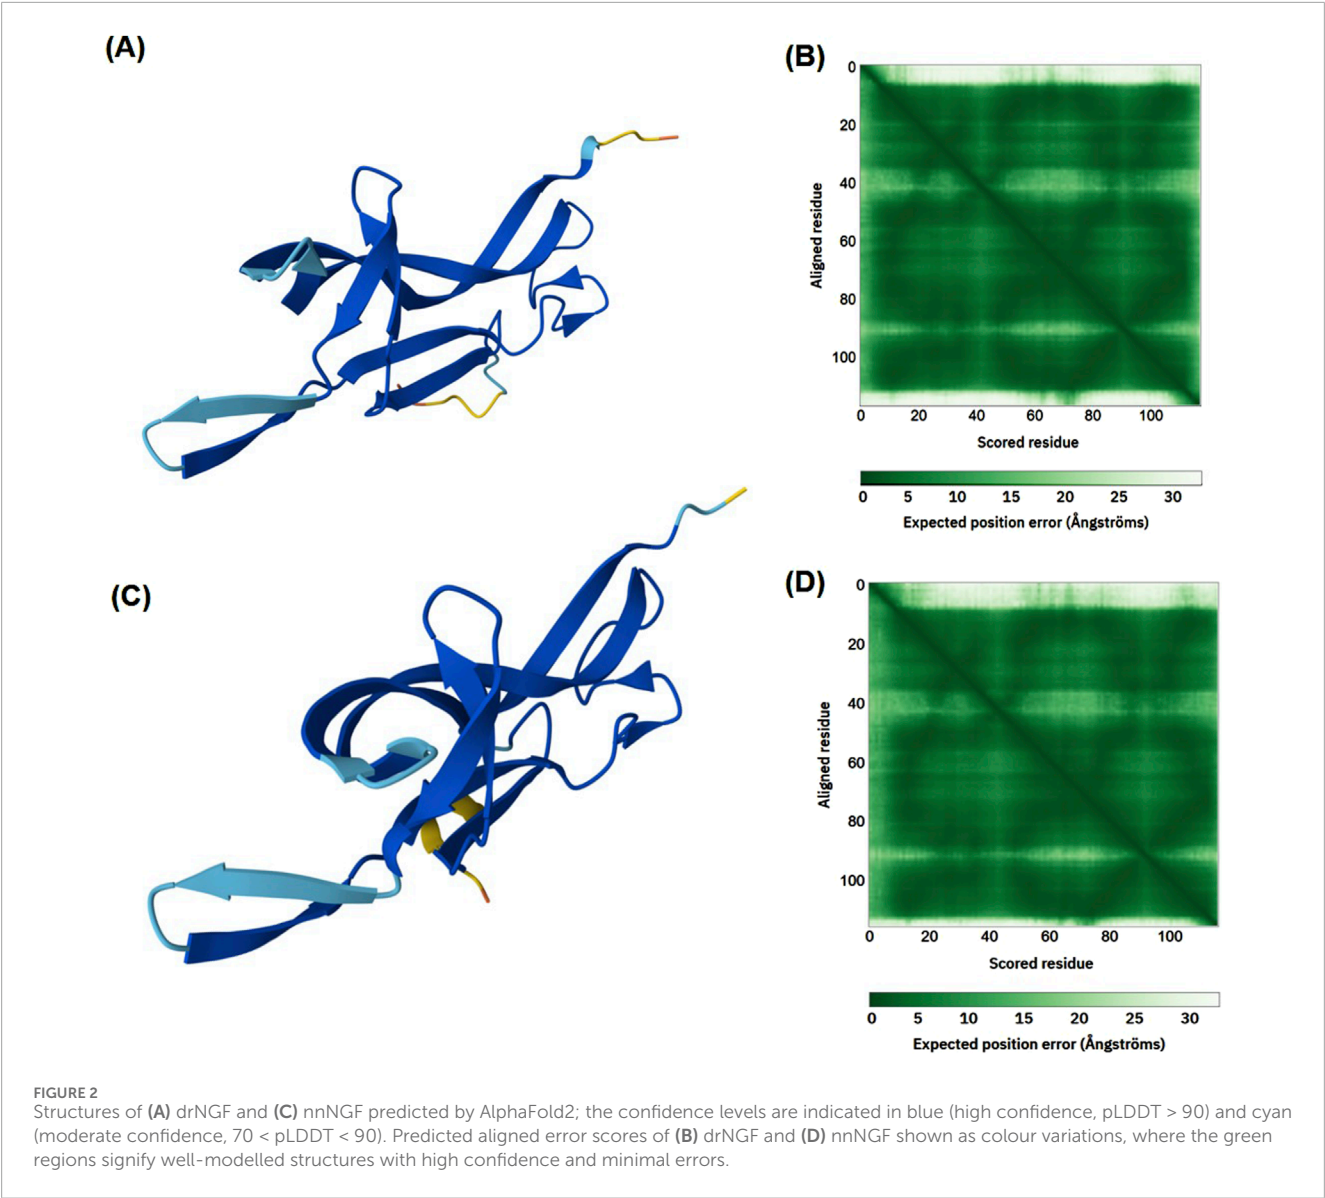 (A)
(B)
0
20
40
60
80
100
Aligned residue
0 20 40 60 80 100
Scored residue
0 5 10 15 20 25 30
Expected position error (Ångströms)
(C)
(D)
0
20
40
60
80
100
Aligned residue
0 20 40 60 80 100
Scored residue
0 5 10 15 20 25 30
Expected position error (Ångströms)
FIGURE 2
Structures of (A) drNGF and (C) nnNGF predicted by AlphaFold2; the confidence levels are indicated in blue (high confidence, pLDDT > 90) and cyan
(moderate confidence, 70 < pLDDT < 90). Predicted aligned error scores of (B) drNGF and (D) nnNGF shown as colour variations, where the green
regions signify well-modelled structures with high confidence and minimal errors.